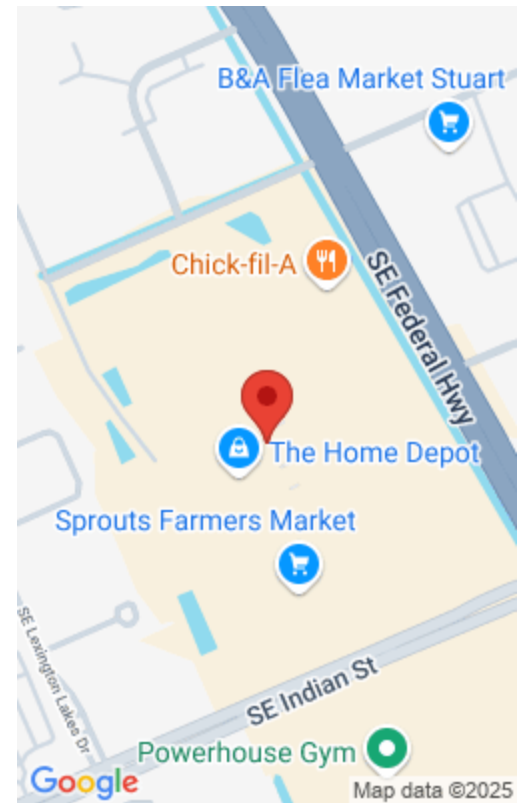 B&A Flea Market Stuart
Chick-fil-A
SE Federal Hwy
The Home Depot
Sprouts Farmers Market
SE Lexington Lakes Dr
SE Indian St
Powerhouse Gym
Google
Map data ©2025